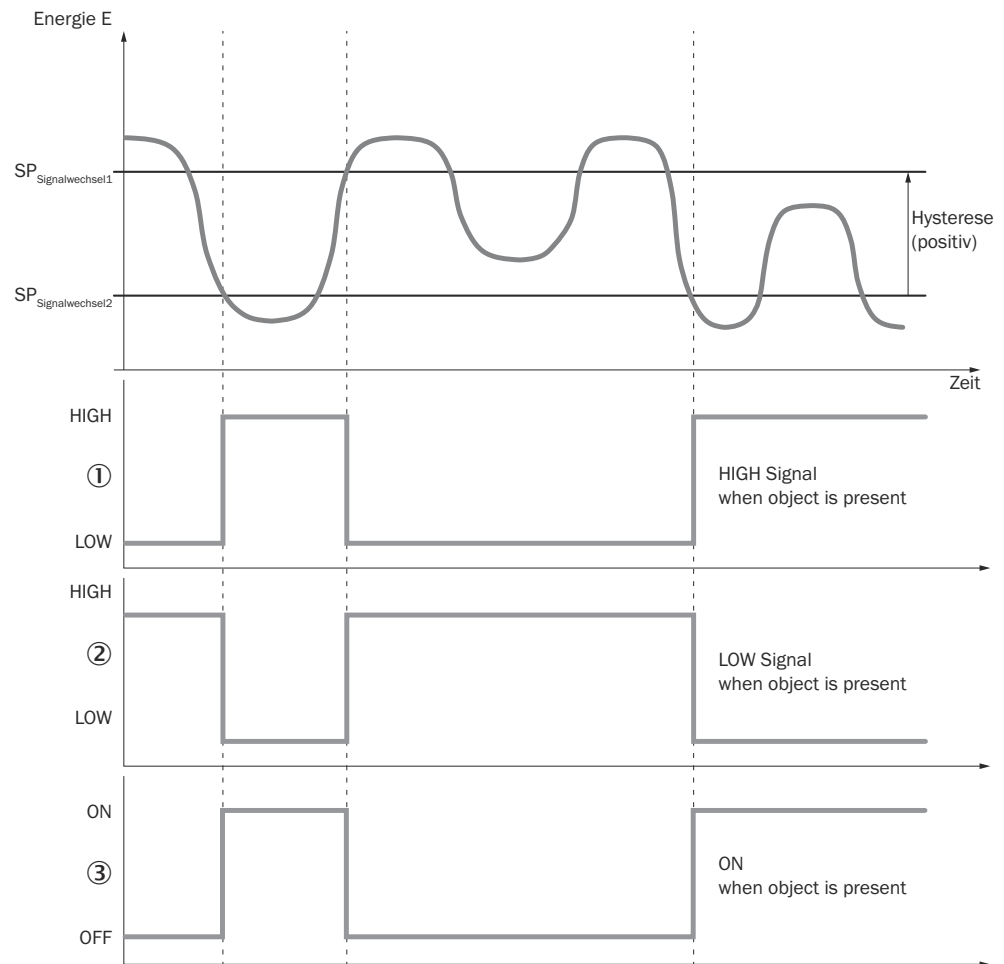 Energie E
SPSignalwechsel1
Hysterese
(positiv)
SPSignalwechsel2
Zeit
HIGH
①
HIGH Signal
when object is present
LOW
HIGH
②
LOW Signal
when object is present
LOW
ON
③
ON
when object is present
OFF